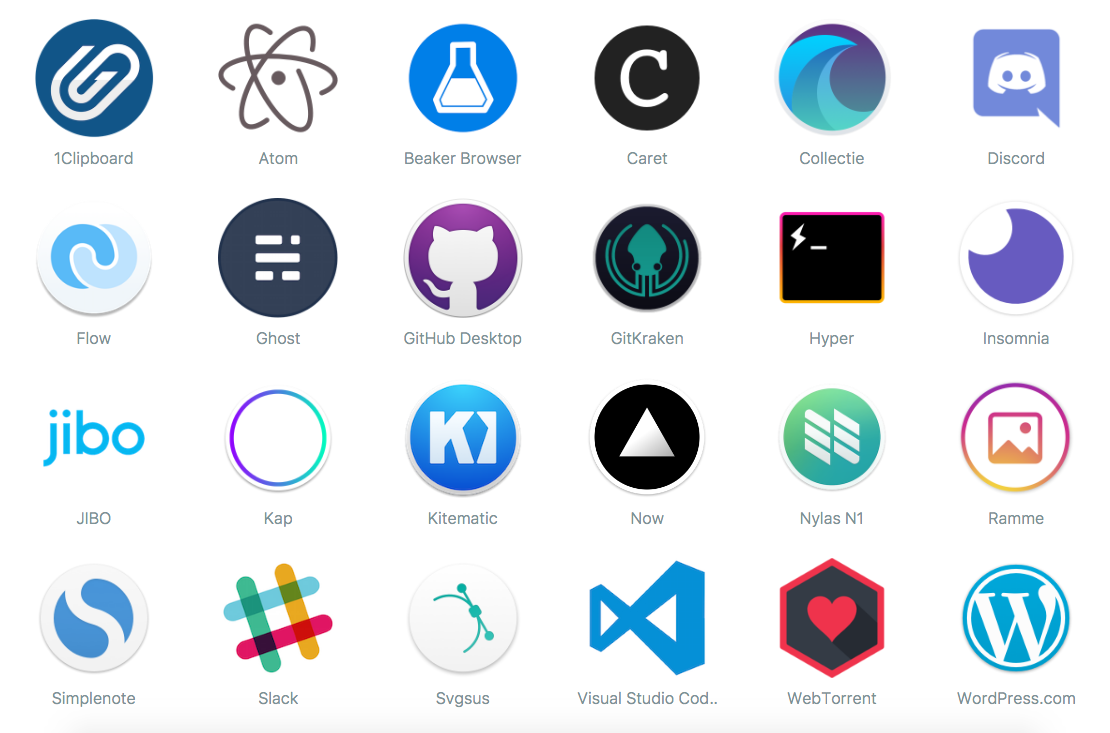 1Clipboard
Atom
Beaker Browser
Caret
Collectie
Discord
Flow
Ghost
GitHub Desktop
GitKraken
Hyper
Insomnia
jibo
JIBO
Kap
Kitematic
Now
Nylas N1
Ramme
Simplenote
Slack
Svgsus
Visual Studio Cod..
WebTorrent
WordPress.com